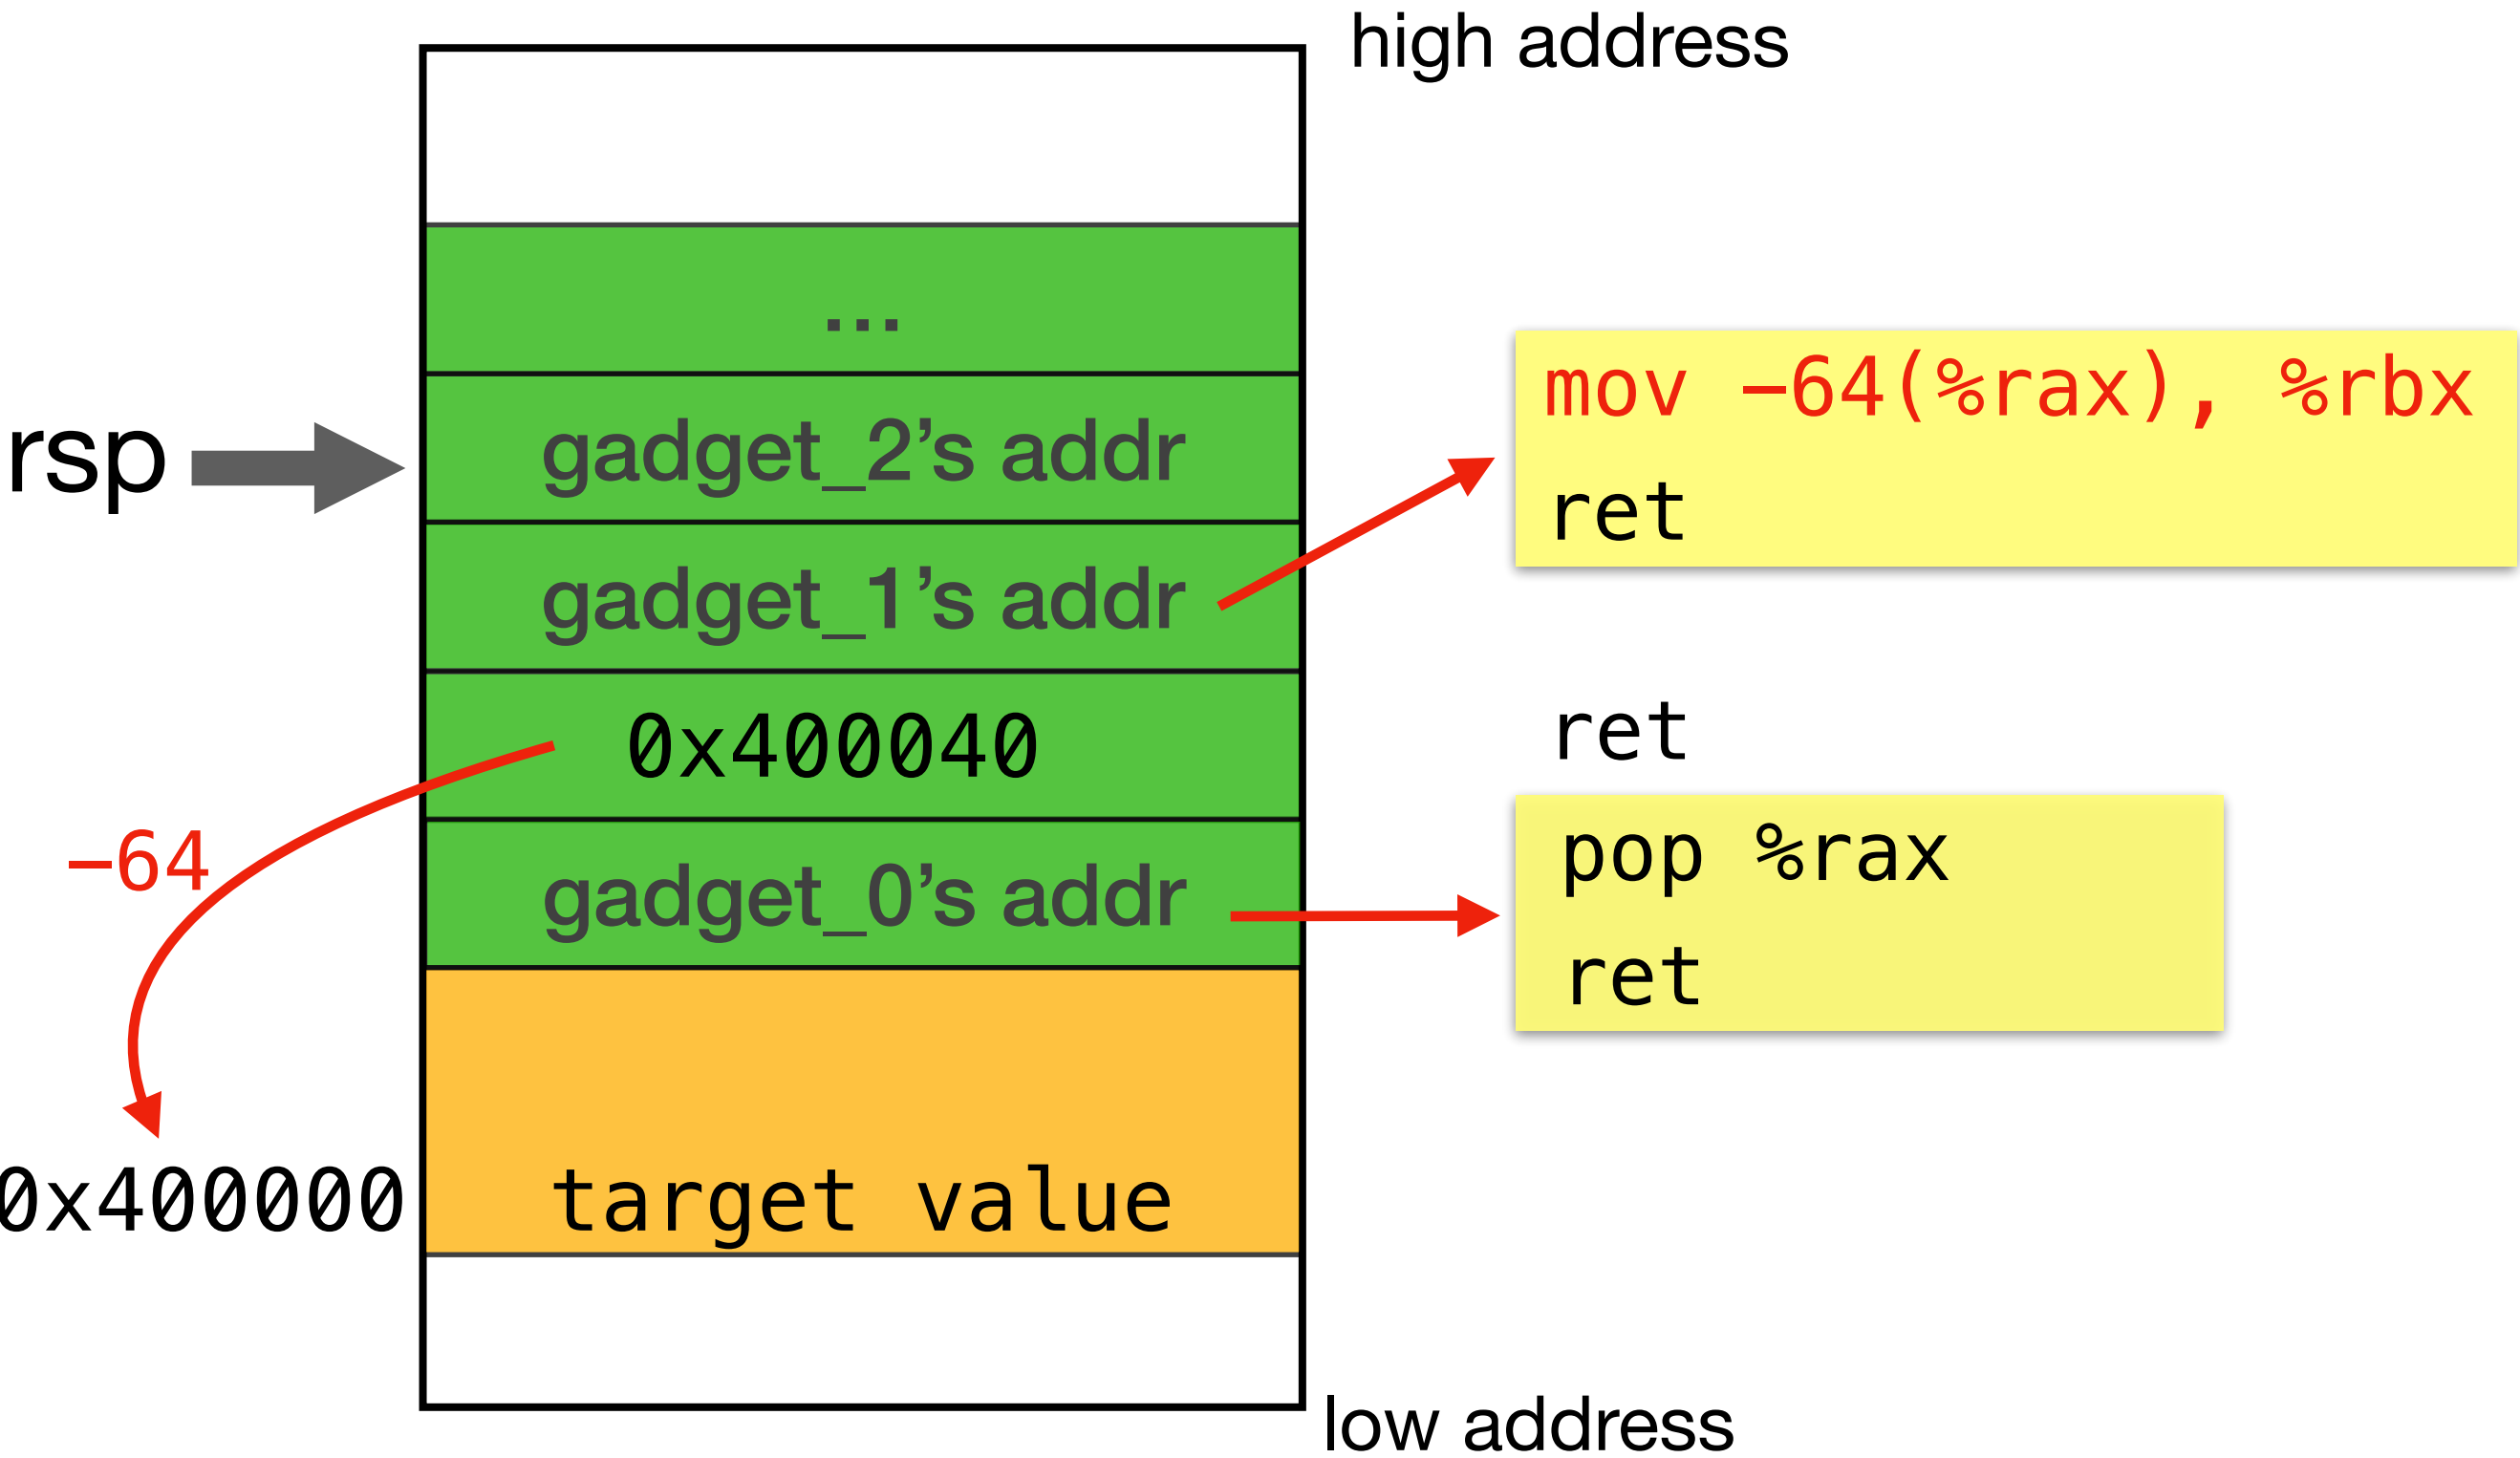 high address
...
mov -64(%rax), %rbx
rsp
gadget_2's addr
ret
gadget_1's addr
0x400040
ret
-64
pop %rax
gadget_0's addr
ret
0x400000
target value
low address